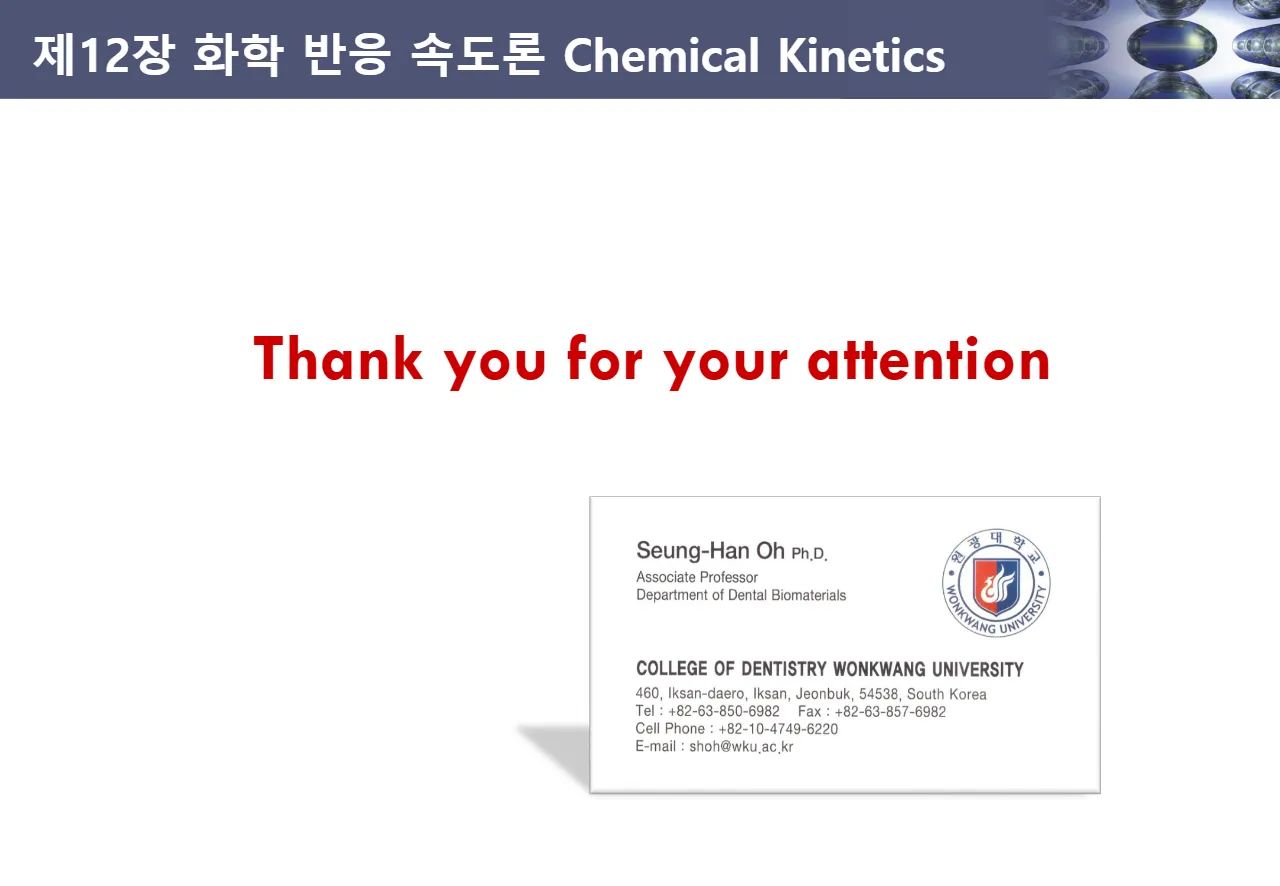 제12장 화학 반응 속도론 Chemical Kinetics
Thank you for your attention
Seung-Han Oh Ph.D.
Associate Professor
Department of Dental Biomaterials
원광대학교
WONKWANG UNIVERSITY
COLLEGE OF DENTISTRY WONKWANG UNIVERSITY
460, Iksan-daero, Iksan, Jeonbuk, 54538, South Korea
Tel : +82-63-850-6982 Fax : +82-63-857-6982
Cell Phone : +82-10-4749-6220
E-mail : shoh@wku.ac.kr